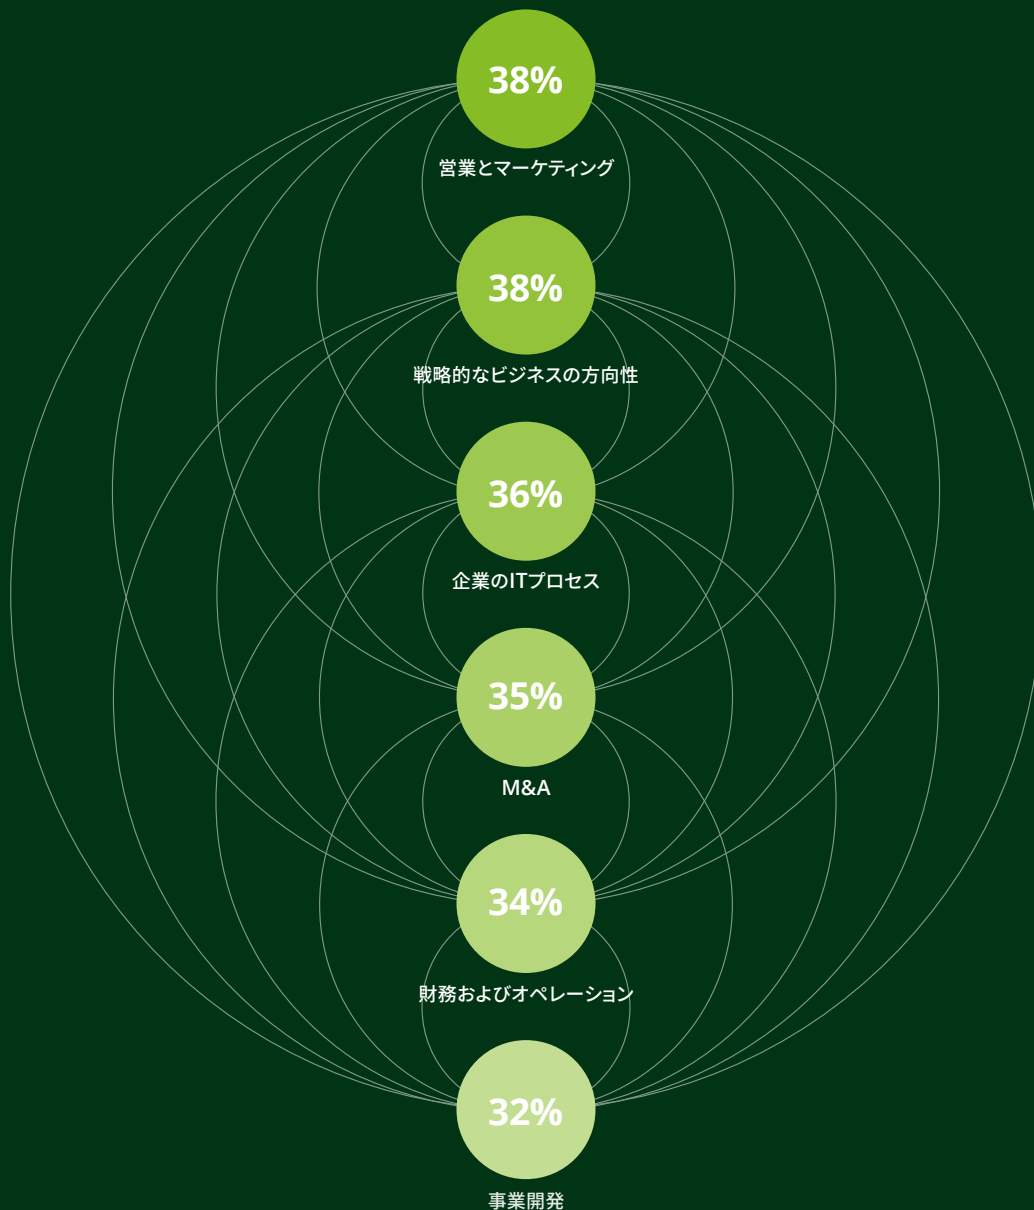 38%
営業とマーケティング
38%
戦略的なビジネスの方向性
36%
企業のITプロセス
35%
M&A
34%
財務およびオペレーション
32%
事業開発